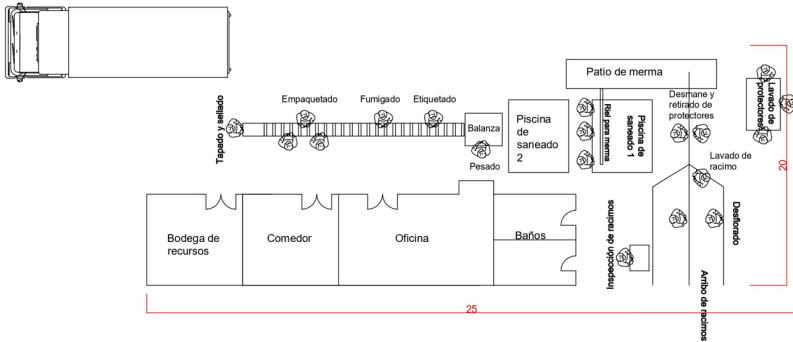 Patio de merma
Empaquetado
Fumigado
Etiquetado
Desmane y
retirado de
protectores
Lavado de
protectores
Tapado y sellado
Balanza
Piscina
de
saneado
2
Riel para merma
Piscina de
saneado 1
Pesado
Lavado de
racimo
20
Bodega de
recursos
Comedor
Oficina
Baños
Inspección de racimos
Desflorado
Arribo de racimos
25